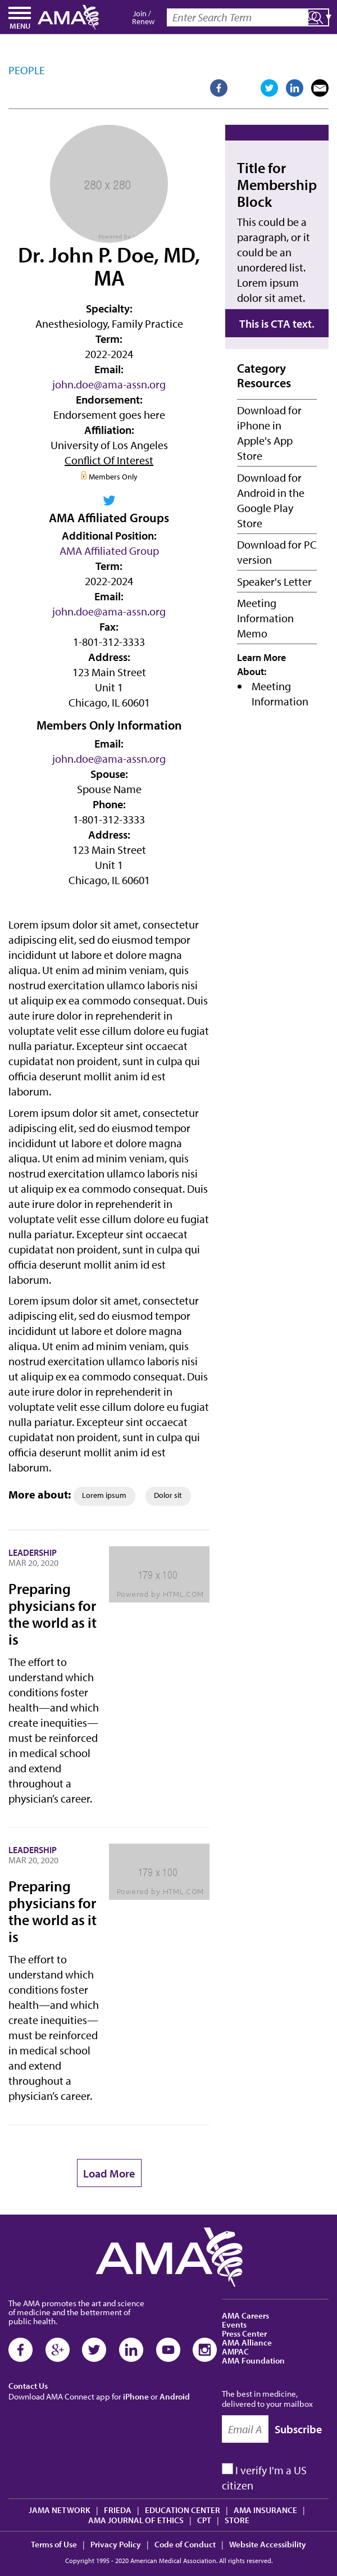 MENU
AMA
Join /
Renew
Enter Search Term
PEOPLE
280 x 280
Powered by
Dr. John P. Doe, MD,
MA
Specialty:
Anesthesiology, Family Practice
Term:
2022-2024
Email:
john.doe@ama-assn.org
Endorsement:
Endorsement goes here
Affiliation:
University of Los Angeles
Conflict Of Interest
Members Only
AMA Affiliated Groups
Additional Position:
AMA Affiliated Group
Term:
2022-2024
Email:
john.doe@ama-assn.org
Fax:
1-801-312-3333
Address:
123 Main Street
Unit 1
Chicago, IL 60601
Members Only Information
Email:
john.doe@ama-assn.org
Spouse:
Spouse Name
Phone:
1-801-312-3333
Address:
123 Main Street
Unit 1
Chicago, IL 60601
Lorem ipsum dolor sit amet, consectetur
adipiscing elit, sed do eiusmod tempor
incididunt ut labore et dolore magna
aliqua. Ut enim ad minim veniam, quis
nostrud exercitation ullamco laboris nisi
ut aliquip ex ea commodo consequat. Duis
aute irure dolor in reprehenderit in
voluptate velit esse cillum dolore eu fugiat
nulla pariatur. Excepteur sint occaecat
cupidatat non proident, sunt in culpa qui
officia deserunt mollit anim id est
laborum.
Lorem ipsum dolor sit amet, consectetur
adipiscing elit, sed do eiusmod tempor
incididunt ut labore et dolore magna
aliqua. Ut enim ad minim veniam, quis
nostrud exercitation ullamco laboris nisi
ut aliquip ex ea commodo consequat. Duis
aute irure dolor in reprehenderit in
voluptate velit esse cillum dolore eu fugiat
nulla pariatur. Excepteur sint occaecat
cupidatat non proident, sunt in culpa qui
officia deserunt mollit anim id est
laborum.
Lorem ipsum dolor sit amet, consectetur
adipiscing elit, sed do eiusmod tempor
incididunt ut labore et dolore magna
aliqua. Ut enim ad minim veniam, quis
nostrud exercitation ullamco laboris nisi
ut aliquip ex ea commodo consequat. Duis
aute irure dolor in reprehenderit in
voluptate velit esse cillum dolore eu fugiat
nulla pariatur. Excepteur sint occaecat
cupidatat non proident, sunt in culpa qui
officia deserunt mollit anim id est
laborum.
More about: Lorem ipsum Dolor sit
Title for
Membership
Block
This could be a
paragraph, or it
could be an
unordered list.
Lorem ipsum
dolor sit amet.
This is CTA text.
Category
Resources
Download for
iPhone in
Apple's App
Store
Download for
Android in the
Google Play
Store
Download for PC
version
Speaker's Letter
Meeting
Information
Memo
Learn More
About:
Meeting
Information
LEADERSHIP
MAR 20, 2020
Preparing
physicians for
the world as it
is
The effort to
understand which
conditions foster
health—and which
create inequities—
must be reinforced
in medical school
and extend
throughout a
physician’s career.
179 x 100
Powered by HTML.COM
LEADERSHIP
MAR 20, 2020
Preparing
physicians for
the world as it
is
The effort to
understand which
conditions foster
health—and which
create inequities—
must be reinforced
in medical school
and extend
throughout a
physician’s career.
179 x 100
Powered by HTML.COM
Load More
AMA
The AMA promotes the art and science
of medicine and the betterment of
public health.
Contact Us
Download AMA Connect app for iPhone or Android
AMA Careers
Events
Press Center
AMA Alliance
AMPAC
AMA Foundation
The best in medicine,
delivered to your mailbox
Email A Subscribe
I verify I'm a US
citizen
JAMA NETWORK | FRIEDA | EDUCATION CENTER | AMA INSURANCE |
AMA JOURNAL OF ETHICS | CPT | STORE
Terms of Use | Privacy Policy | Code of Conduct | Website Accessibility
Copyright 1995 - 2020 American Medical Association. All rights reserved.